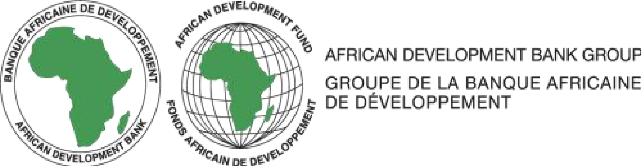 BANQUE AFRICAINE DE DEVELOPPEMENT
AFRICAN DEVELOPMENT BANK
AFRICAN DEVELOPMENT FUND
FONDS AFRICAIN DE DEVELOPPEMENT
AFRICAN DEVELOPMENT BANK GROUP
GROUPE DE LA BANQUE AFRICAINE
DE DÉVELOPPEMENT